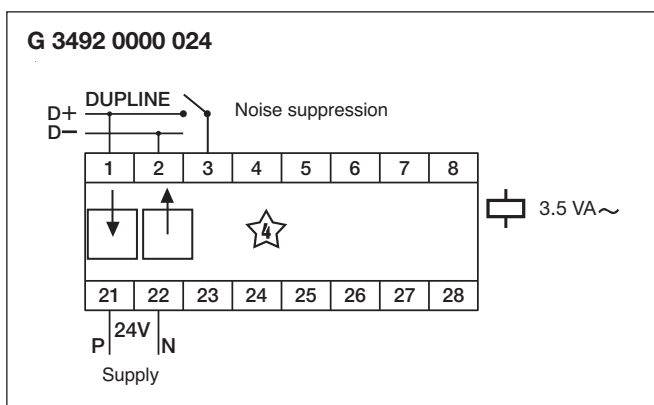 G 3492 0000 024
DUPLINE
Noise suppression
D+
D−
1 2 3 4 5 6 7 8
4
3.5 VA~
21 22 23 24 25 26 27 28
24V
P N
Supply